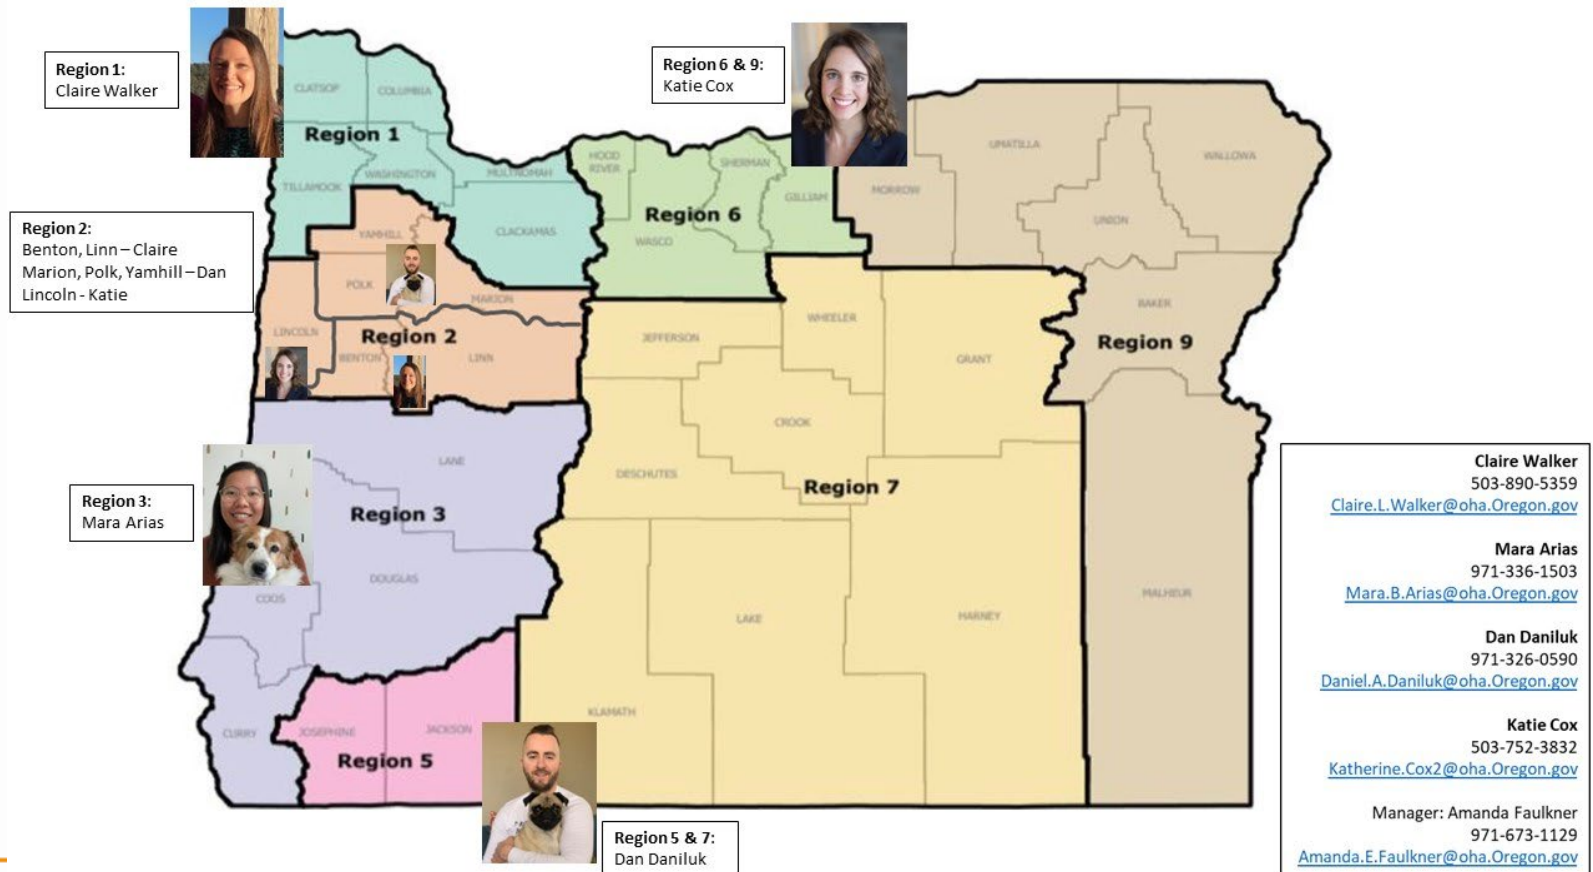 Region 1:
Claire Walker
Region 6 & 9:
Katie Cox
Region 2:
Benton, Linn – Claire
Marion, Polk, Yamhill – Dan
Lincoln - Katie
Region 3:
Mara Arias
Region 5 & 7:
Dan Daniluk
CLATSOP
COLUMBIA
Region 1
TILLAMOOK
WASHINGTON
MULTNOMAH
CLACKAMAS
YAMHILL
POLK
MARION
LINCOLN
Region 2
BENTON
LINN
HOOD
RIVER
SHERMAN
GILLIAM
Region 6
WASCO
MORROW
UMATILLA
WALLOWA
UNION
BAKER
Region 9
MALHEUR
JEFFERSON
WHEELER
GRANT
CROOK
DESCHUTES
Region 7
LAKE
HARNEY
KLAMATH
LANE
Region 3
DOUGLAS
COOS
CURRY
JOSEPHINE
JACKSON
Region 5
Claire Walker
503-890-5359
Claire.L.Walker@oha.Oregon.gov
Mara Arias
971-336-1503
Mara.B.Arias@oha.Oregon.gov
Dan Daniluk
971-326-0590
Daniel.A.Daniluk@oha.Oregon.gov
Katie Cox
503-752-3832
Katherine.Cox2@oha.Oregon.gov
Manager: Amanda Faulkner
971-673-1129
Amanda.E.Faulkner@oha.Oregon.gov